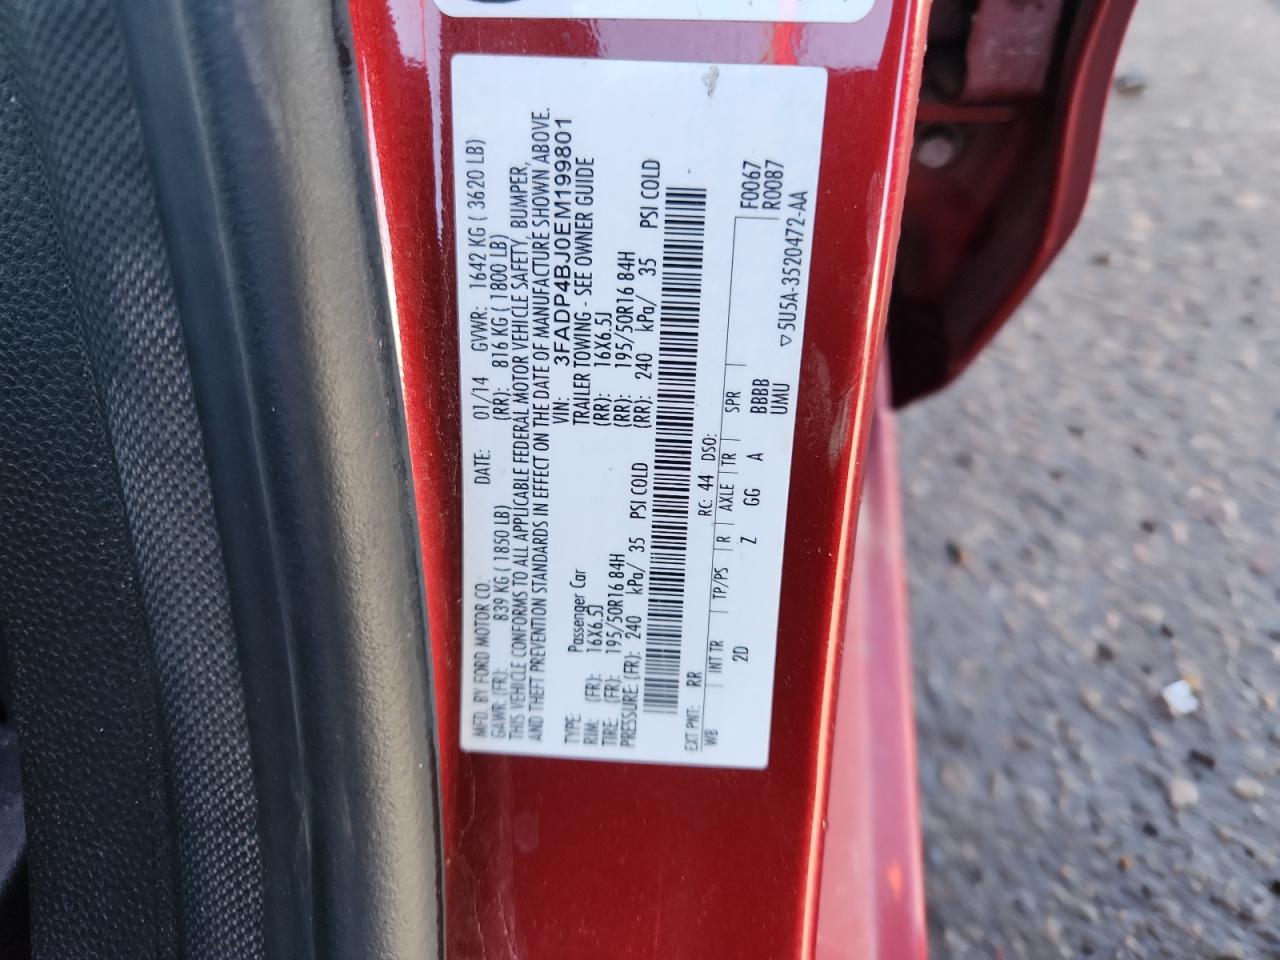 MFD. BY FORD MOTOR CO.
DATE: 01/14 GVWR: 1642 KG ( 3620 LB)
GAWR: (FR): 839 KG ( 1850 LB) (RR): 816 KG ( 1800 LB)
THIS VEHICLE CONFORMS TO ALL APPLICABLE FEDERAL MOTOR VEHICLE SAFETY, BUMPER,
AND THEFT PREVENTION STANDARDS IN EFFECT ON THE DATE OF MANUFACTURE SHOWN ABOVE.
VIN: 3FADP4BJ0EM199801
TYPE: Passenger Car TRAILER TOWING - SEE OWNER GUIDE
RIM: (FR): 16X6.5J (RR): 16X6.5J
TIRE: (FR): 195/50R16 84H (RR): 195/50R16 84H
PRESSURE: (FR): 240 kPa/ 35 PSI COLD (RR): 240 kPa/ 35 PSI COLD
EXT PNT: RR RC: 44 DSO: F0067
WB INT TR TP/PS R AXLE TR SPR R0087
2D Z GG A BBBB
UMU
▽5U5A-3520472-AA